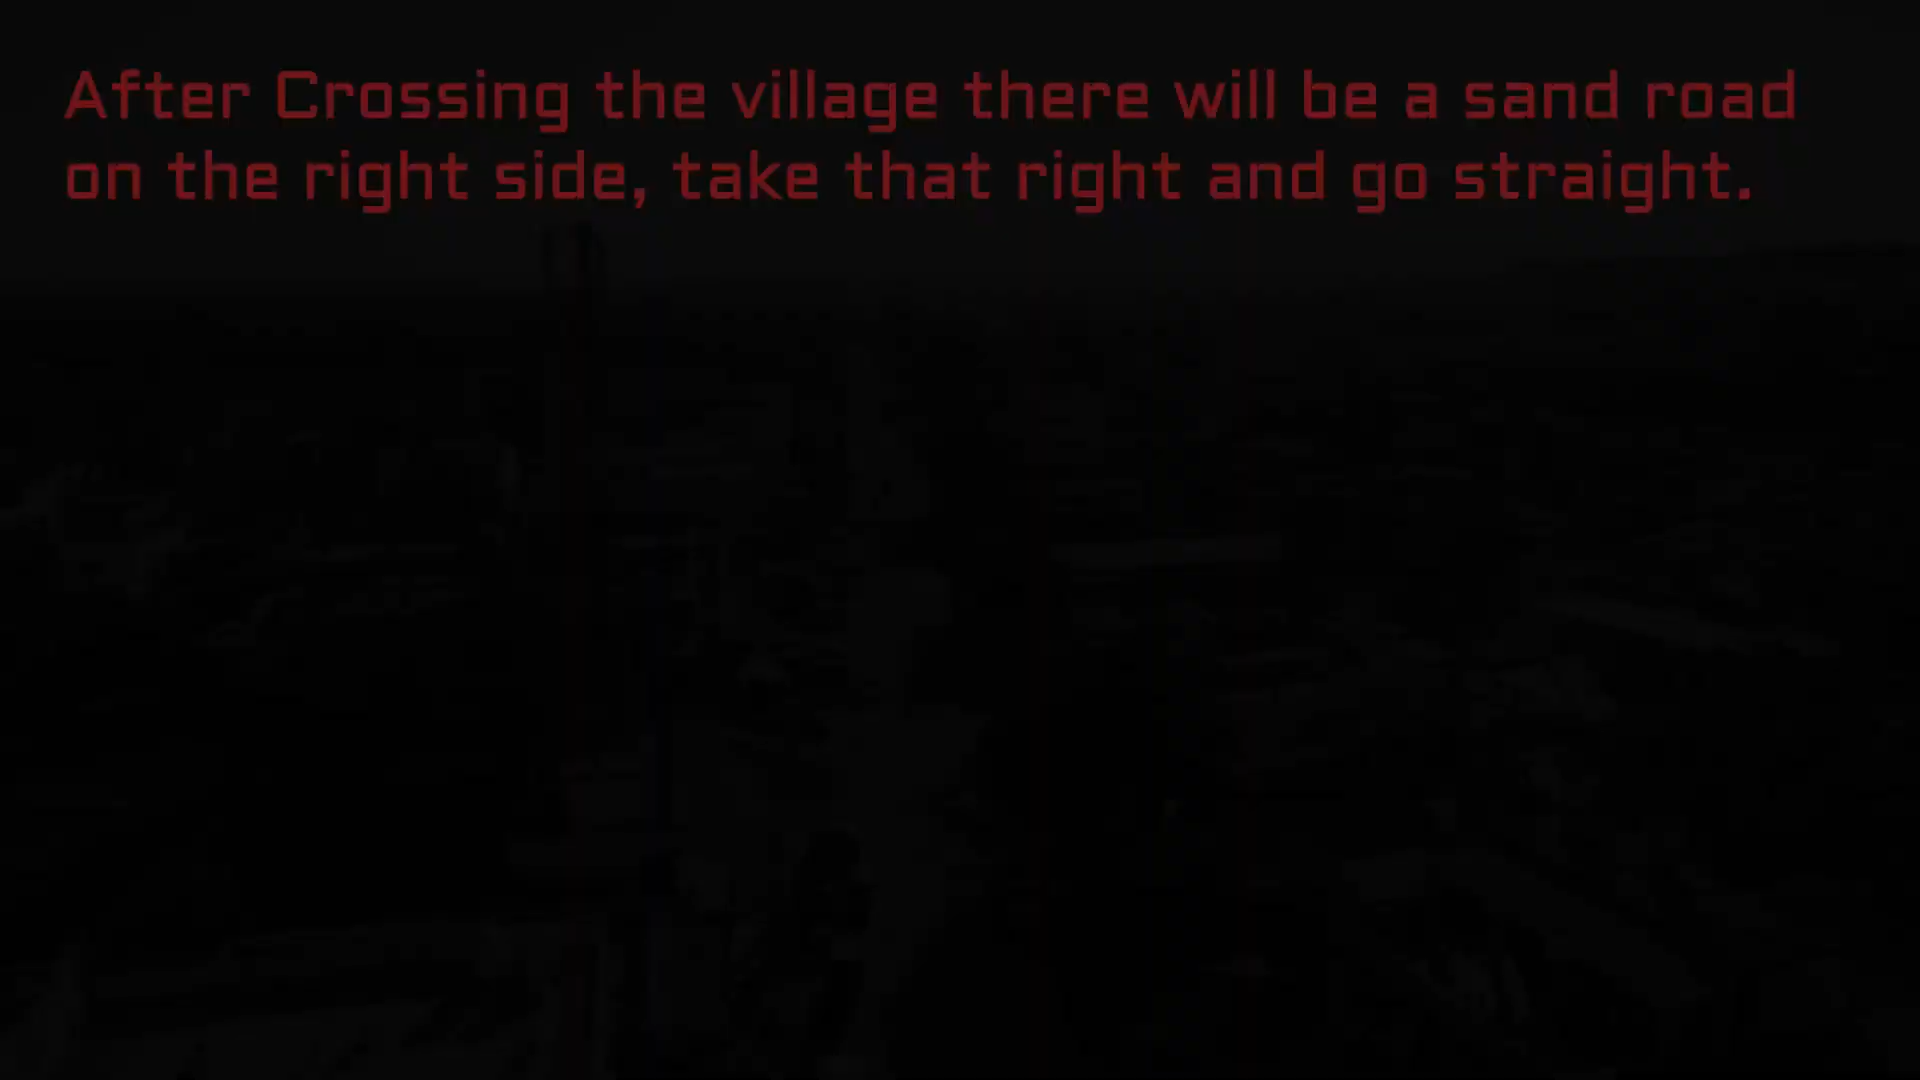 After Crossing the village there will be a sand road
on the right side, take that right and go straight.